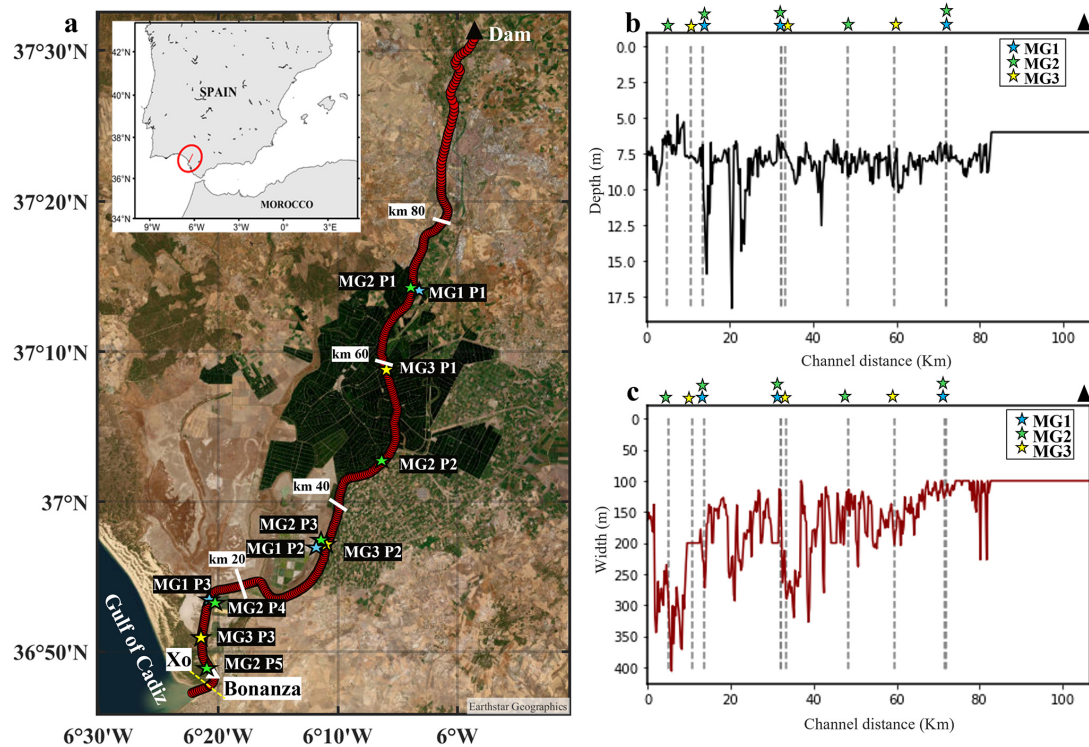 a
37°30'N
37°20'N
37°10'N
37°N
36°50'N
6°30'W
6°20'W
6°10'W
6°W
Dam
42°N
40°N
38°N
36°N
34°N
9°W
6°W
3°W
0°
3°E
SPAIN
MOROCCO
km 80
MG2 P1
MG1 P1
km 60
MG3 P1
MG2 P2
km 40
MG2 P3
MG1 P2
MG3 P2
km 20
MG1 P3
MG2 P4
MG3 P3
MG2 P5
Xo
Bonanza
Gulf of Cadiz
Earthstar Geographics
b
MG1
MG2
MG3
Depth (m)
0.0
2.5
5.0
7.5
10.0
12.5
15.0
17.5
0
20
40
60
80
100
Channel distance (Km)
c
MG1
MG2
MG3
Width (m)
0
50
100
150
200
250
300
350
400
0
20
40
60
80
100
Channel distance (Km)